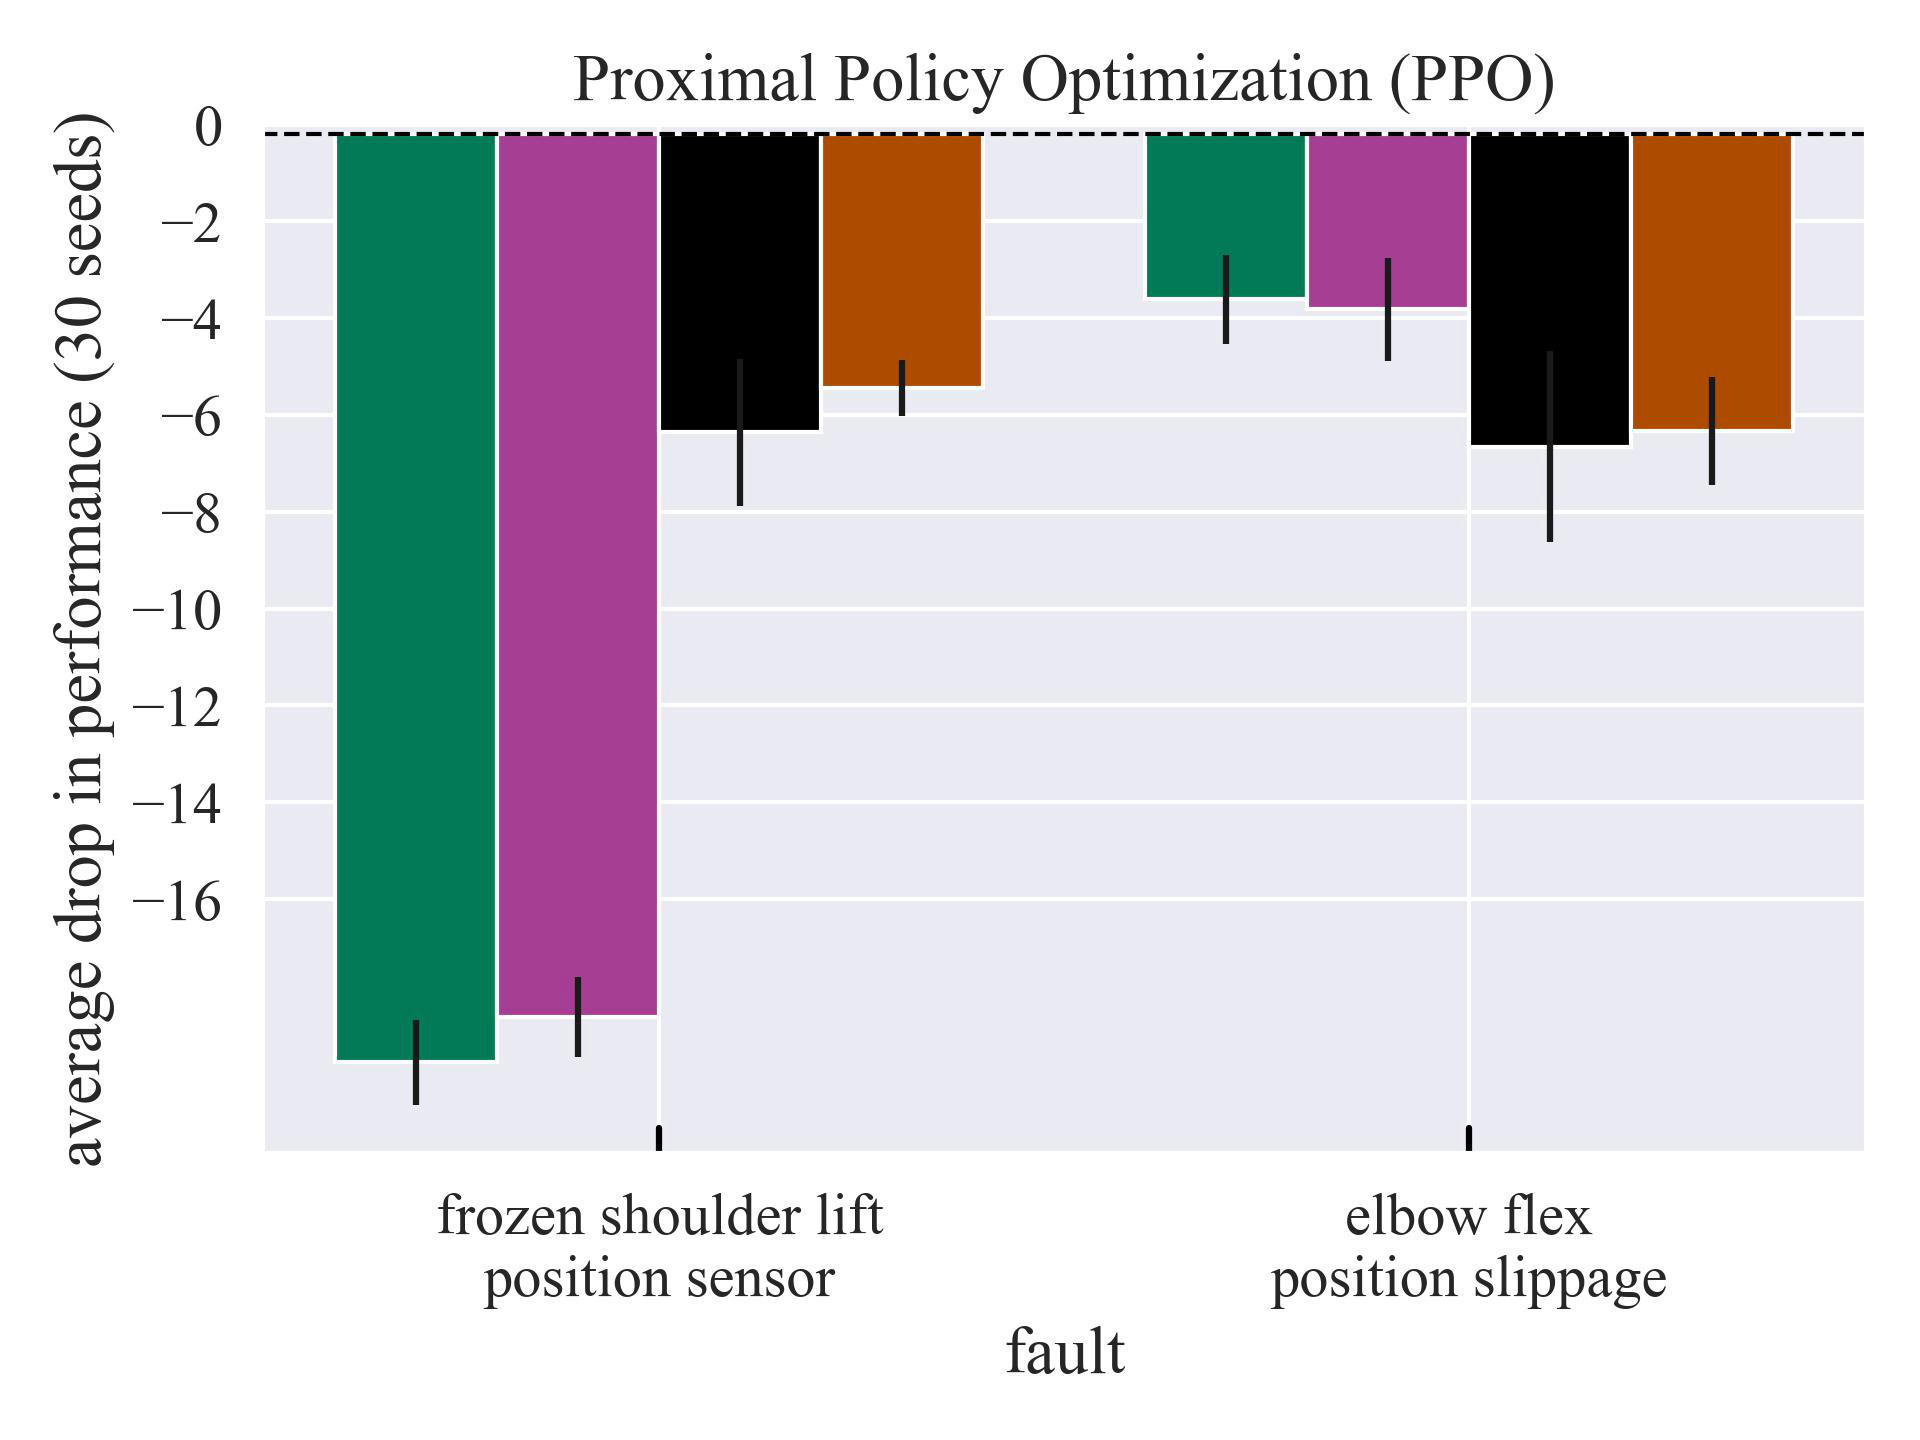 Proximal Policy Optimization (PPO)
average drop in performance (30 seeds)
0
−2
−4
−6
−8
−10
−12
−14
−16
frozen shoulder lift
position sensor
elbow flex
position slippage
fault